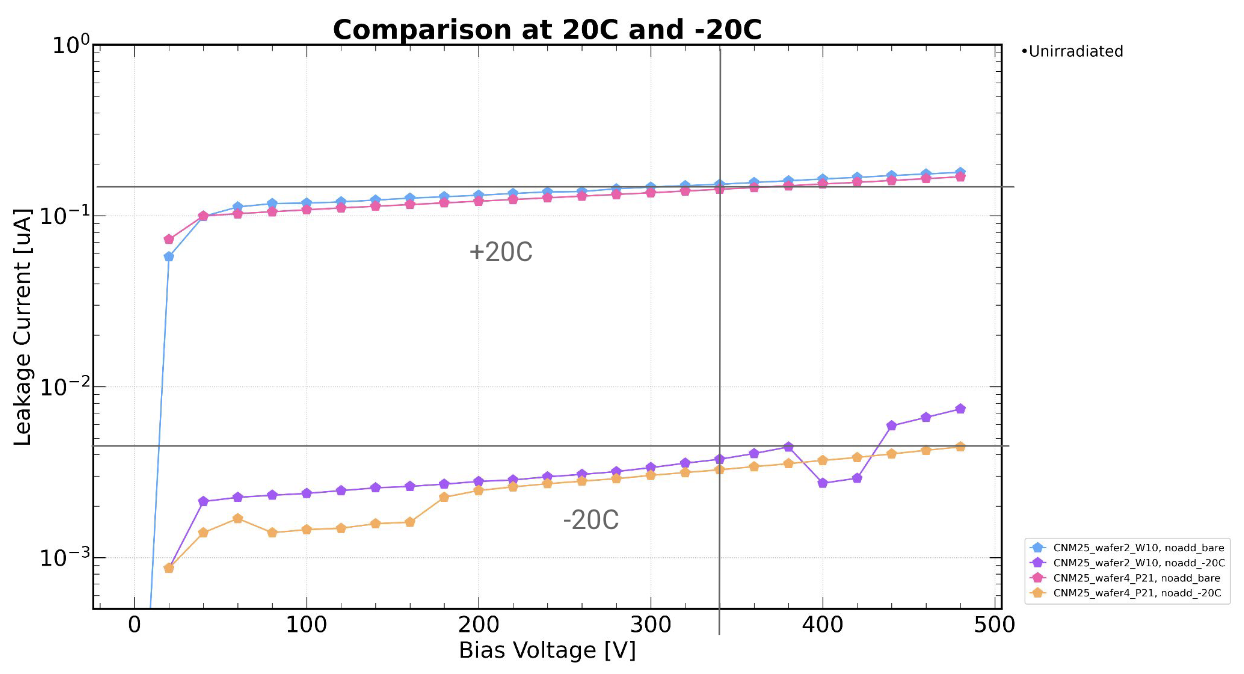 Comparison at 20C and -20C
•Unirradiated
10⁰
10⁻¹
10⁻²
10⁻³
Leakage Current [uA]
+20C
-20C
0 100 200 300 400 500
Bias Voltage [V]
CNM25_wafer2_W10, noadd_bare
CNM25_wafer2_W10, noadd_-20C
CNM25_wafer4_P21, noadd_bare
CNM25_wafer4_P21, noadd_-20C